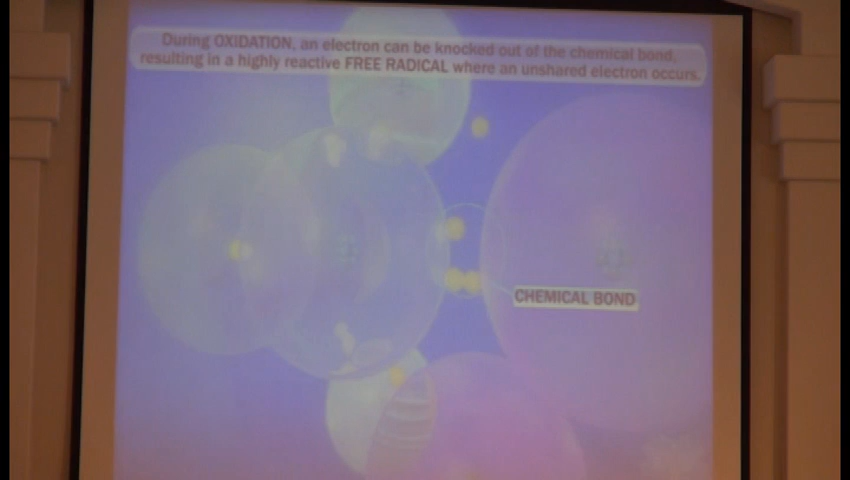 During OXIDATION, an electron can be knocked out of the chemical bond,
resulting in a highly reactive FREE RADICAL where an unshared electron occurs.
CHEMICAL BOND